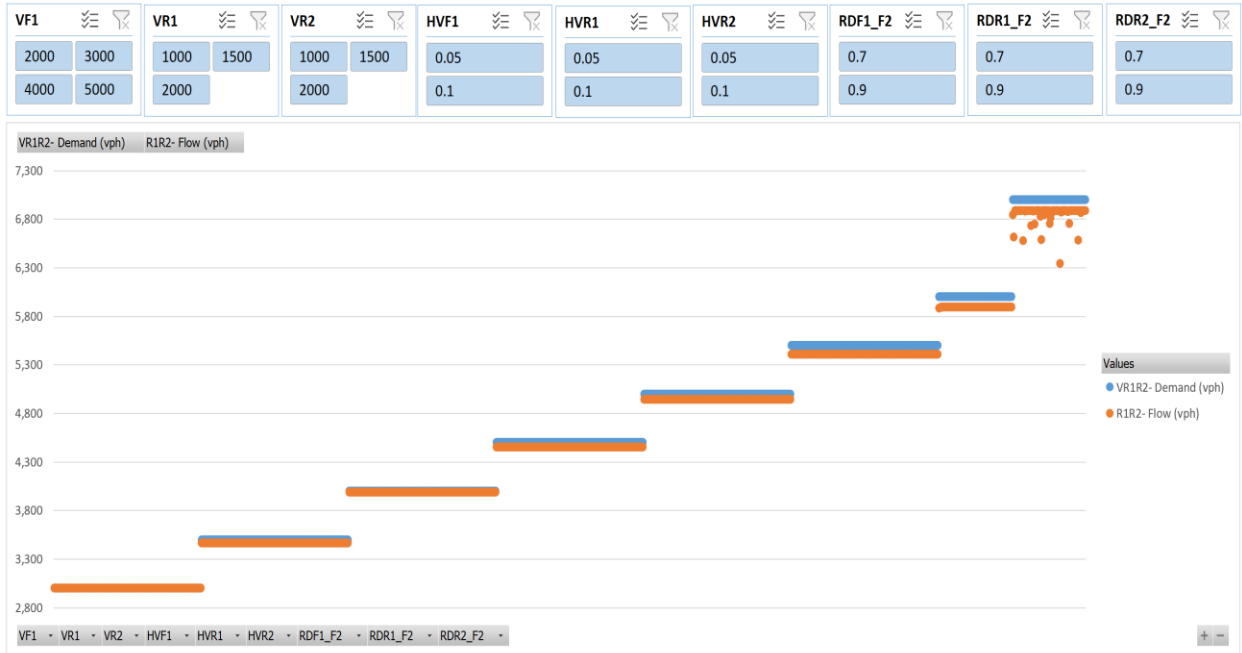 VF1 VR1 VR2 HVF1 HVR1 HVR2 RDF1_F2 RDR1_F2 RDR2_F2
2000 3000 1000 1500 1000 1500 0.05 0.05 0.05 0.7 0.7 0.7
4000 5000 2000 2000 0.1 0.1 0.1 0.9 0.9 0.9
VR1R2- Demand (vph) R1R2- Flow (vph)
7,300
6,800
6,300
5,800
5,300
4,800
4,300
3,800
3,300
2,800
Values
VR1R2- Demand (vph)
R1R2- Flow (vph)
VF1 VR1 VR2 HVF1 HVR1 HVR2 RDF1_F2 RDR1_F2 RDR2_F2
+ -